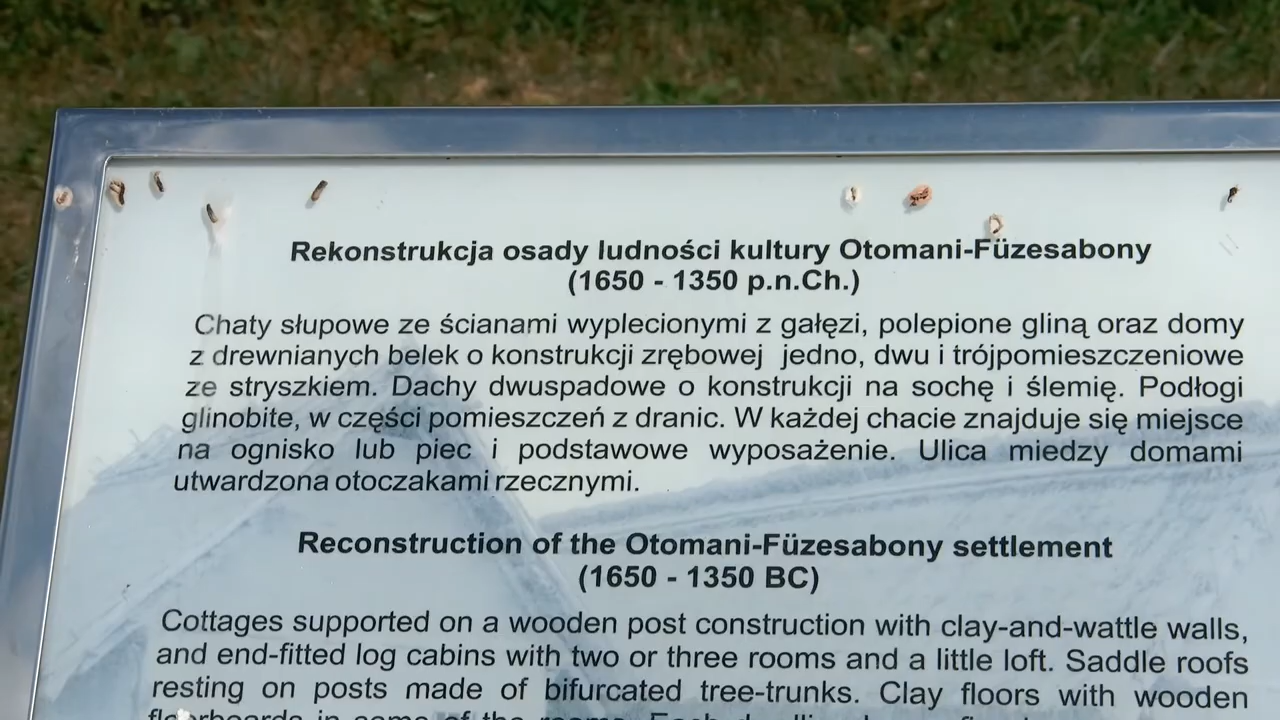 Rekonstrukcja osady ludności kultury Otomani-Füzesabony
(1650 - 1350 p.n.Ch.)
Chaty słupowe ze ścianami wyplecionymi z gałęzi, polepione gliną oraz domy
z drewnianych belek o konstrukcji zrębowej jedno, dwu i trójpomieszczeniowe
ze stryszkiem. Dachy dwuspadowe o konstrukcji na sochę i ślemię. Podłogi
glinobite, w części pomieszczeń z dranic. W każdej chacie znajduje się miejsce
na ognisko lub piec i podstawowe wyposażenie. Ulica miedzy domami
utwardzona otoczakami rzecznymi.
Reconstruction of the Otomani-Füzesabony settlement
(1650 - 1350 BC)
Cottages supported on a wooden post construction with clay-and-wattle walls,
and end-fitted log cabins with two or three rooms and a little loft. Saddle roofs
resting on posts made of bifurcated tree-trunks. Clay floors with wooden
in some of the rooms.